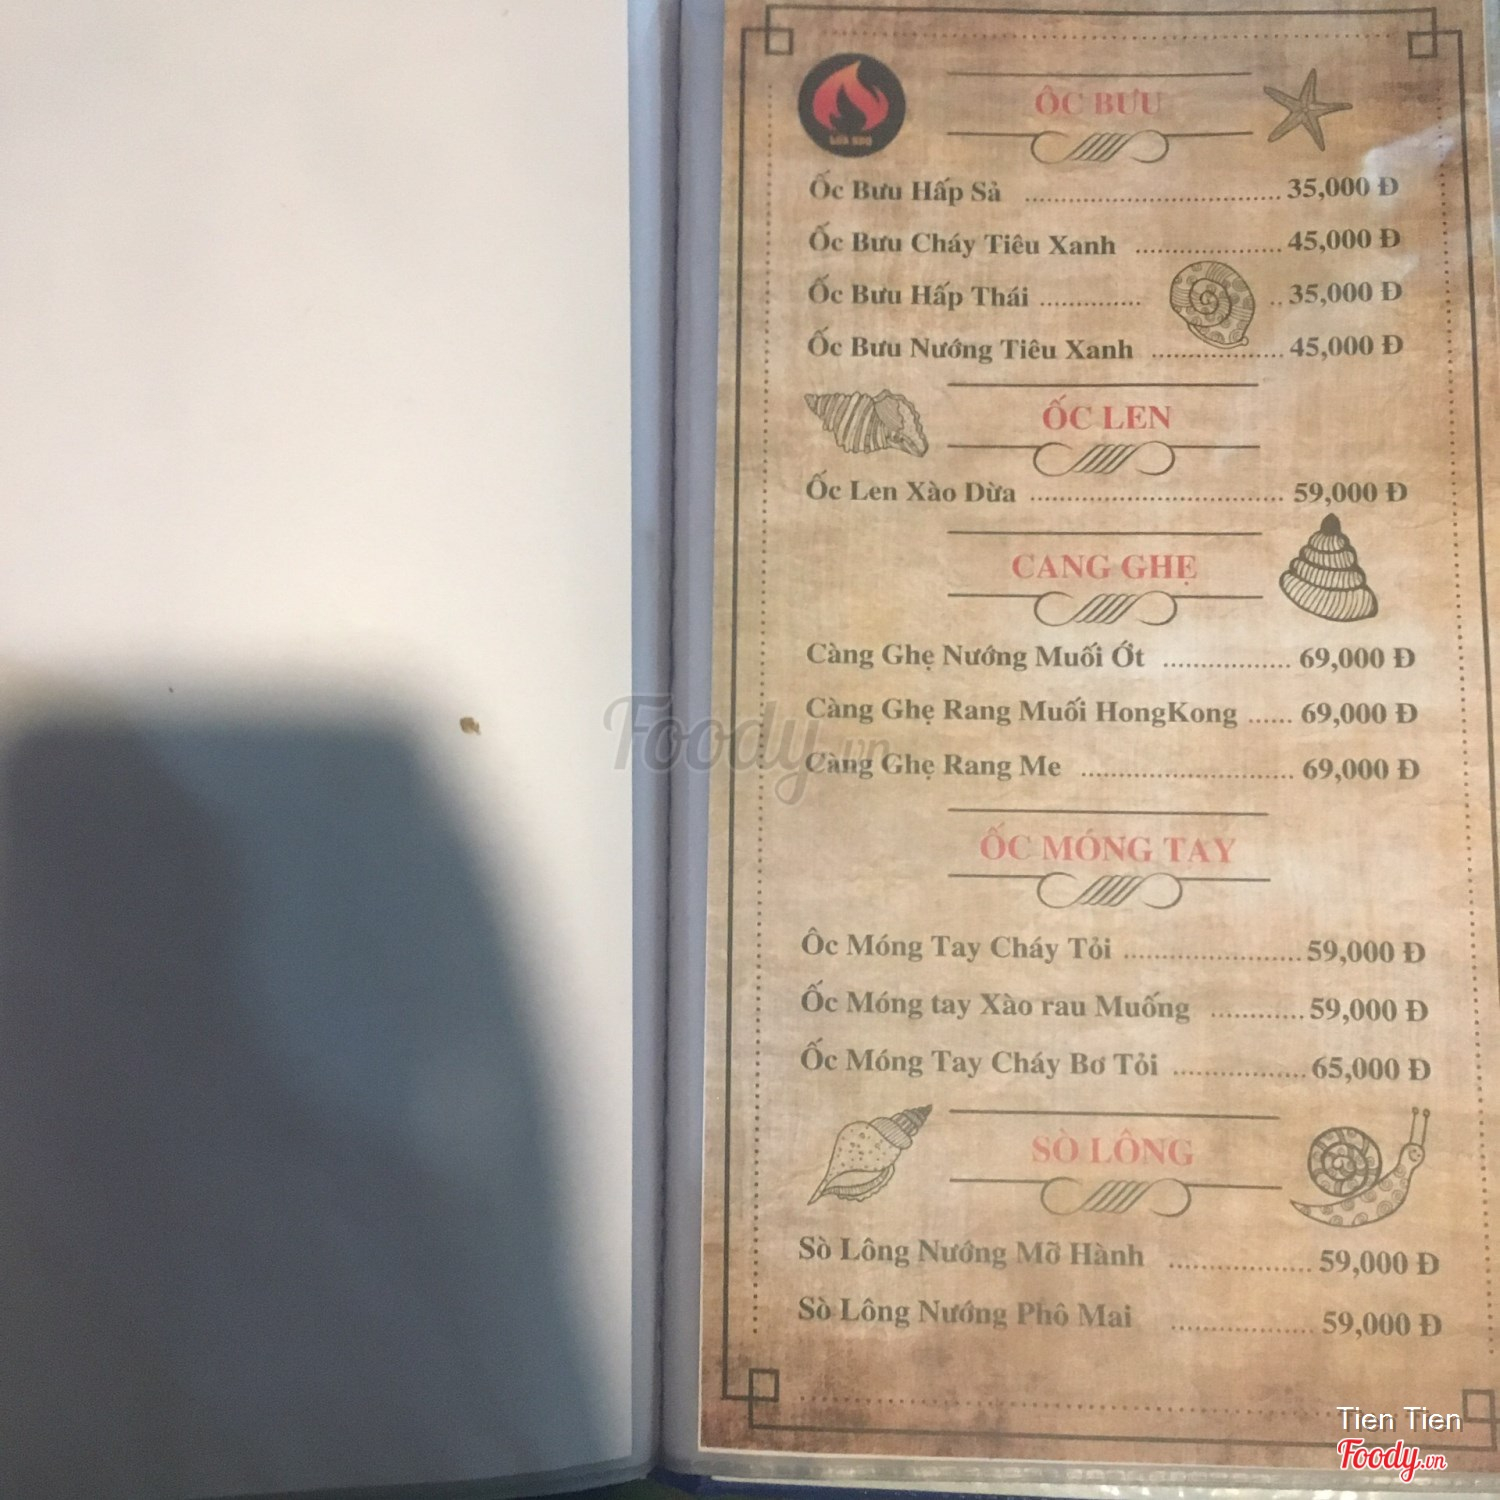 ÔC BƯU
Ốc Bưu Hấp Sả ........ 35,000 Đ
Ốc Bưu Cháy Tiêu Xanh ........ 45,000 Đ
Ốc Bưu Hấp Thái ........ 35,000 Đ
Ốc Bưu Nướng Tiêu Xanh ........ 45,000 Đ
ỐC LEN
Ốc Len Xào Dừa ........ 59,000 Đ
CANG GHẸ
Càng Ghẹ Nướng Muối Ớt ........ 69,000 Đ
Càng Ghẹ Rang Muối HongKong ...... 69,000 Đ
Càng Ghẹ Rang Me ........ 69,000 Đ
ỐC MÓNG TAY
Ôc Móng Tay Cháy Tỏi ........ 59,000 Đ
Ốc Móng tay Xào rau Muống ........ 59,000 Đ
Ốc Móng Tay Cháy Bơ Tỏi ........ 65,000 Đ
SÒ LÔNG
Sò Lông Nướng Mỡ Hành ........ 59,000 Đ
Sò Lông Nướng Phô Mai ........ 59,000 Đ
Foody.vn
Tien Tien
Foody.vn